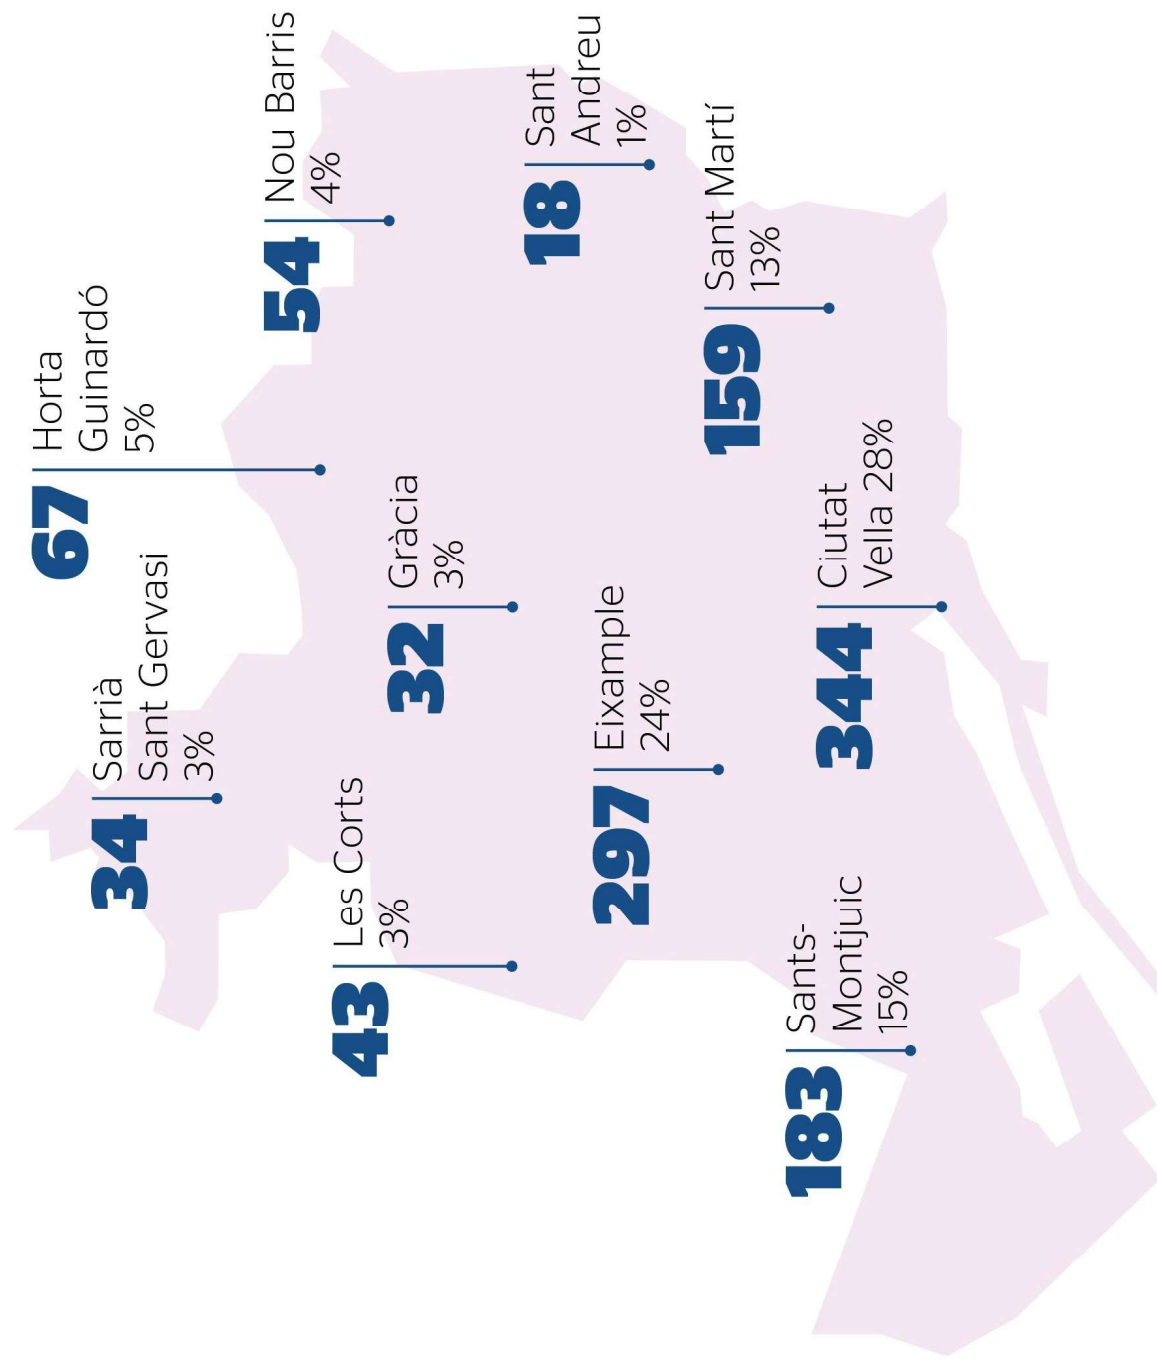 67
Horta
Guinardó
5%
54
Nou Barris
4%
34
Sarrià
Sant Gervasi
3%
43
Les Corts
3%
32
Gràcia
3%
18
Sant
Andreu
1%
297
Eixample
24%
159
Sant Martí
13%
183
Sants-
Montjuic
15%
344
Ciutat
Vella 28%